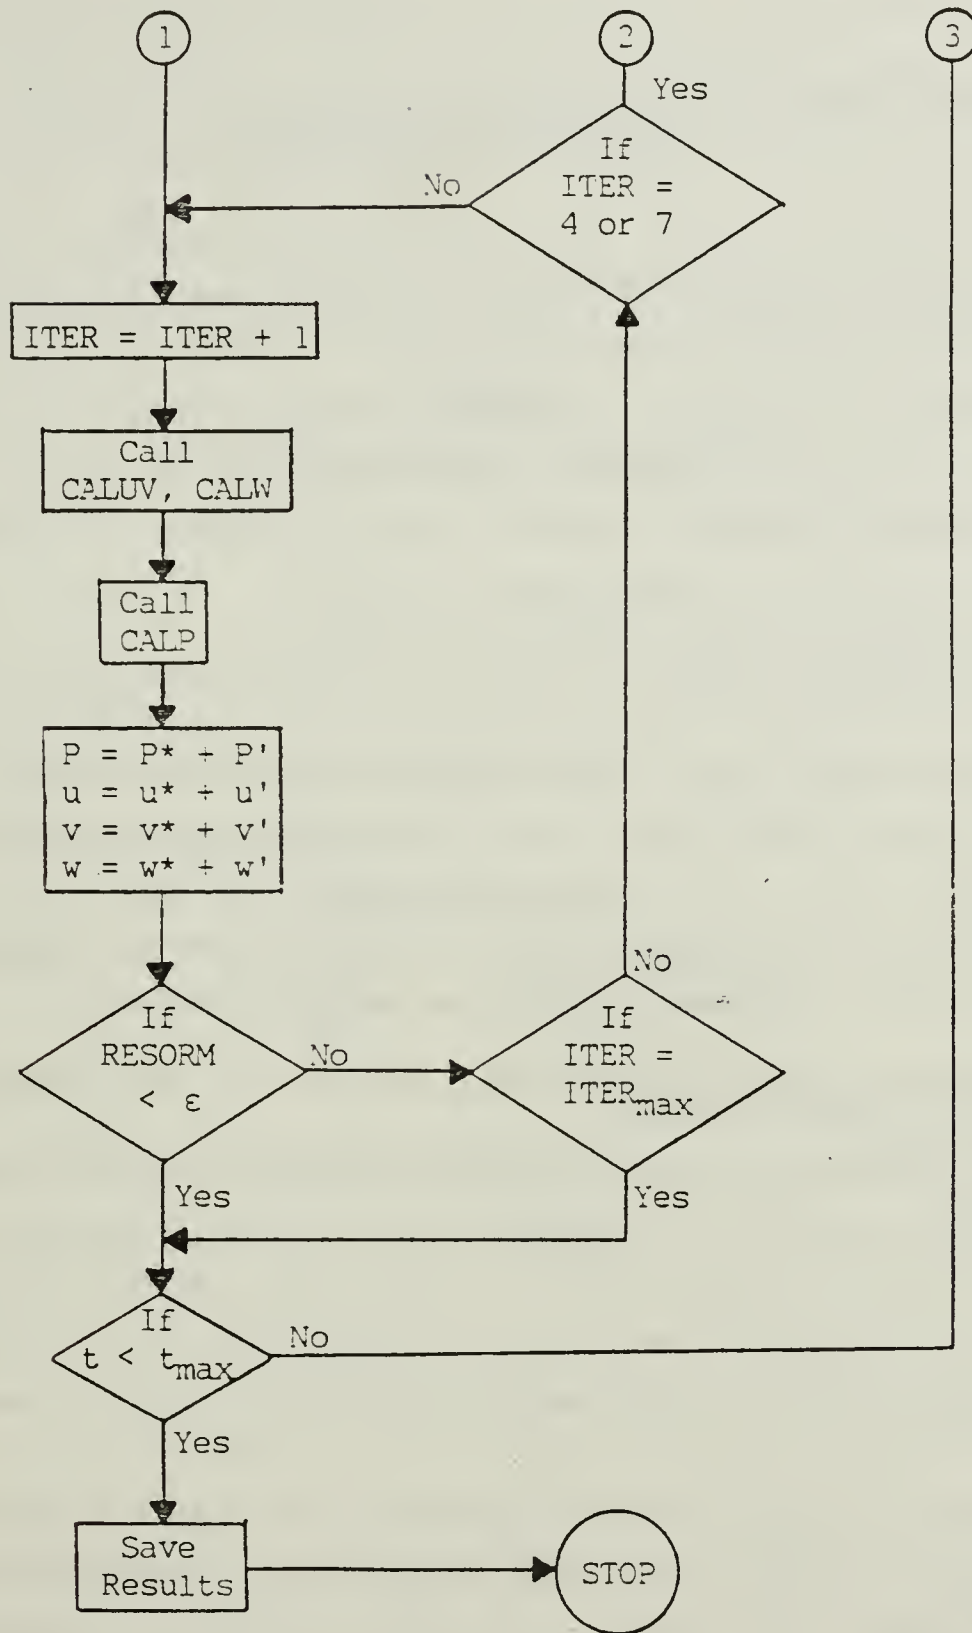 1
2
3
Yes
If
ITER =
4 or 7
No
ITER = ITER + 1
Call
CALUV, CALW
Call
CALP
P = P* + P'
u = u* + u'
v = v* + v'
w = w* + w'
If
RESORM
< ε
No
No
If
ITER =
ITERmax
Yes
Yes
If
t < tmax
No
Yes
Save
Results
STOP